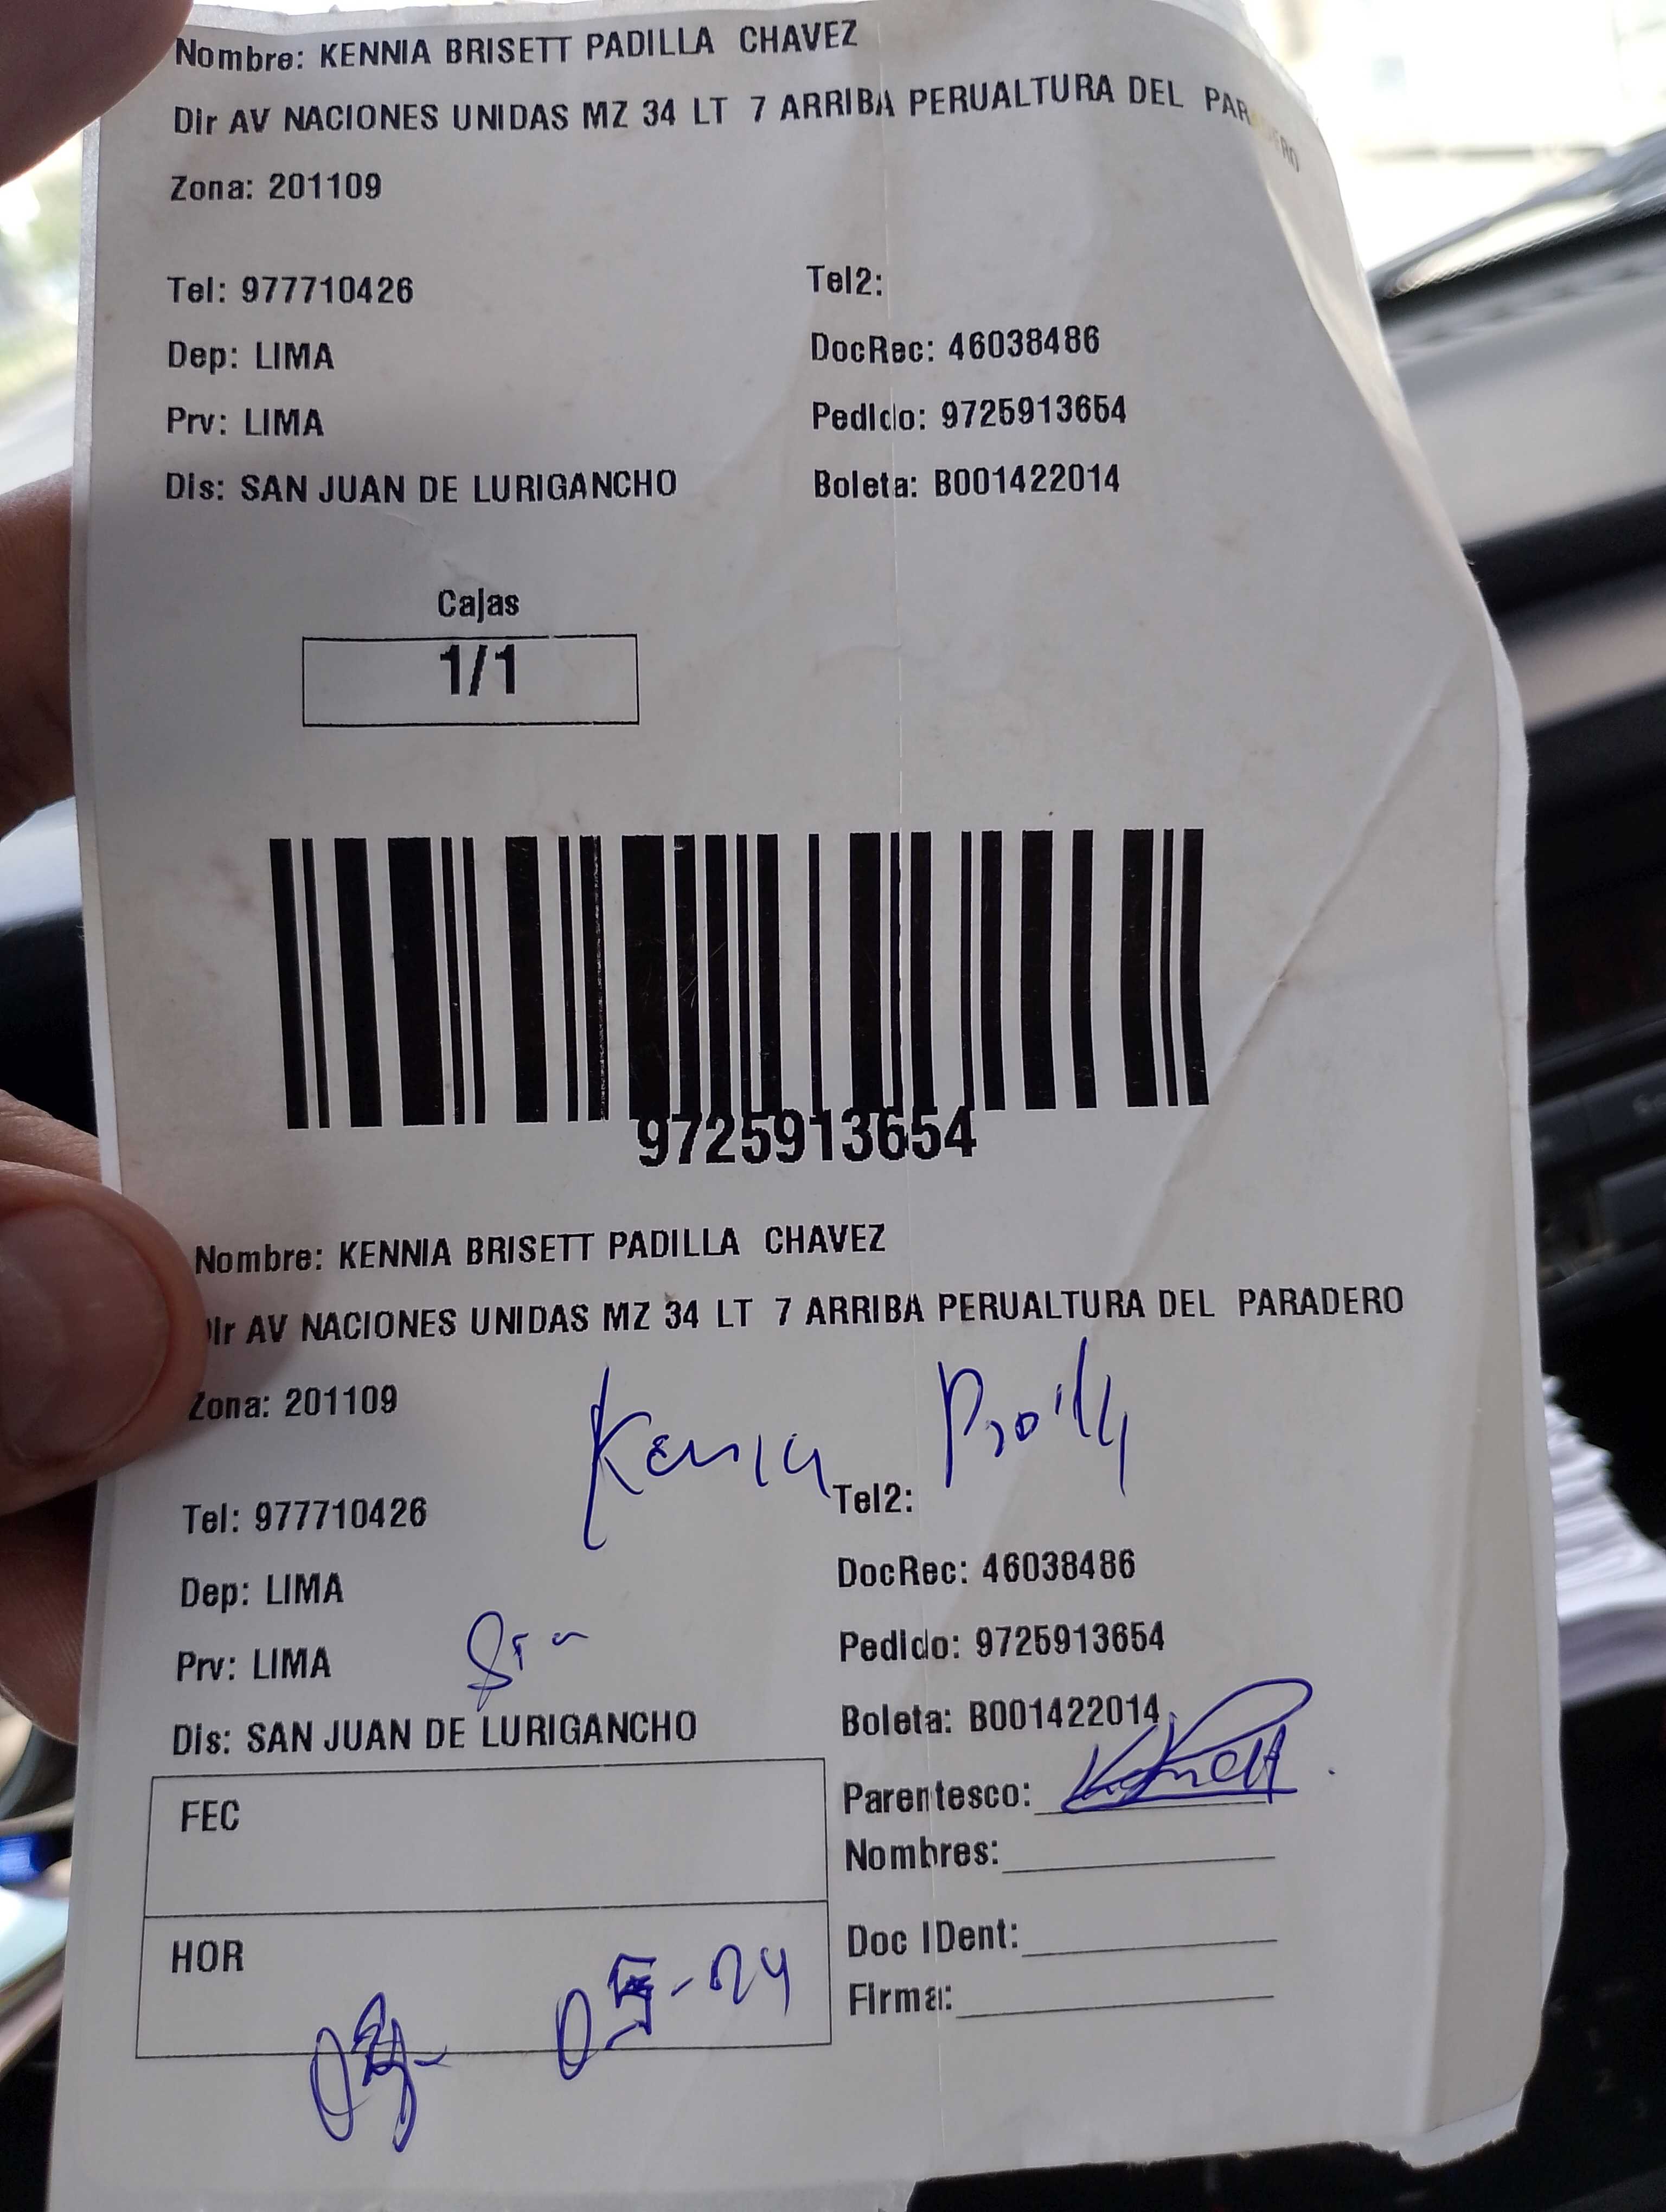 Nombre: KENNIA BRISETT PADILLA CHAVEZ
Dir AV NACIONES UNIDAS MZ 34 LT 7 ARRIBA PERUALTURA DEL PARADERO
Zona: 201109
Tel: 977710426 Tel2:
Dep: LIMA DocRec: 46038486
Prv: LIMA Pedido: 9725913654
Dis: SAN JUAN DE LURIGANCHO Boleta: B001422014
Cajas
1/1
9725913654
Nombre: KENNIA BRISETT PADILLA CHAVEZ
Dir AV NACIONES UNIDAS MZ 34 LT 7 ARRIBA PERUALTURA DEL PARADERO
Zona: 201109
Kenia
Tel: 977710426 Tel2:
Dep: LIMA DocRec: 46038486
Prv: LIMA Pedido: 9725913654
Dis: SAN JUAN DE LURIGANCHO Boleta: B001422014
FEC Parentesco:
Nombres:
HOR Doc IDent:
Firma: